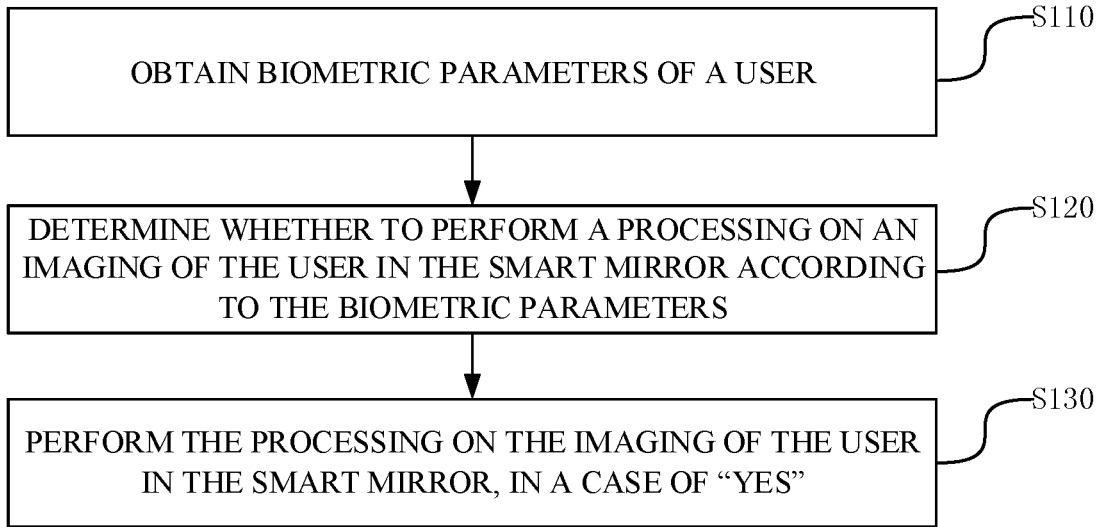 S110
OBTAIN BIOMETRIC PARAMETERS OF A USER
S120
DETERMINE WHETHER TO PERFORM A PROCESSING ON AN
IMAGING OF THE USER IN THE SMART MIRROR ACCORDING
TO THE BIOMETRIC PARAMETERS
S130
PERFORM THE PROCESSING ON THE IMAGING OF THE USER
IN THE SMART MIRROR, IN A CASE OF “YES”